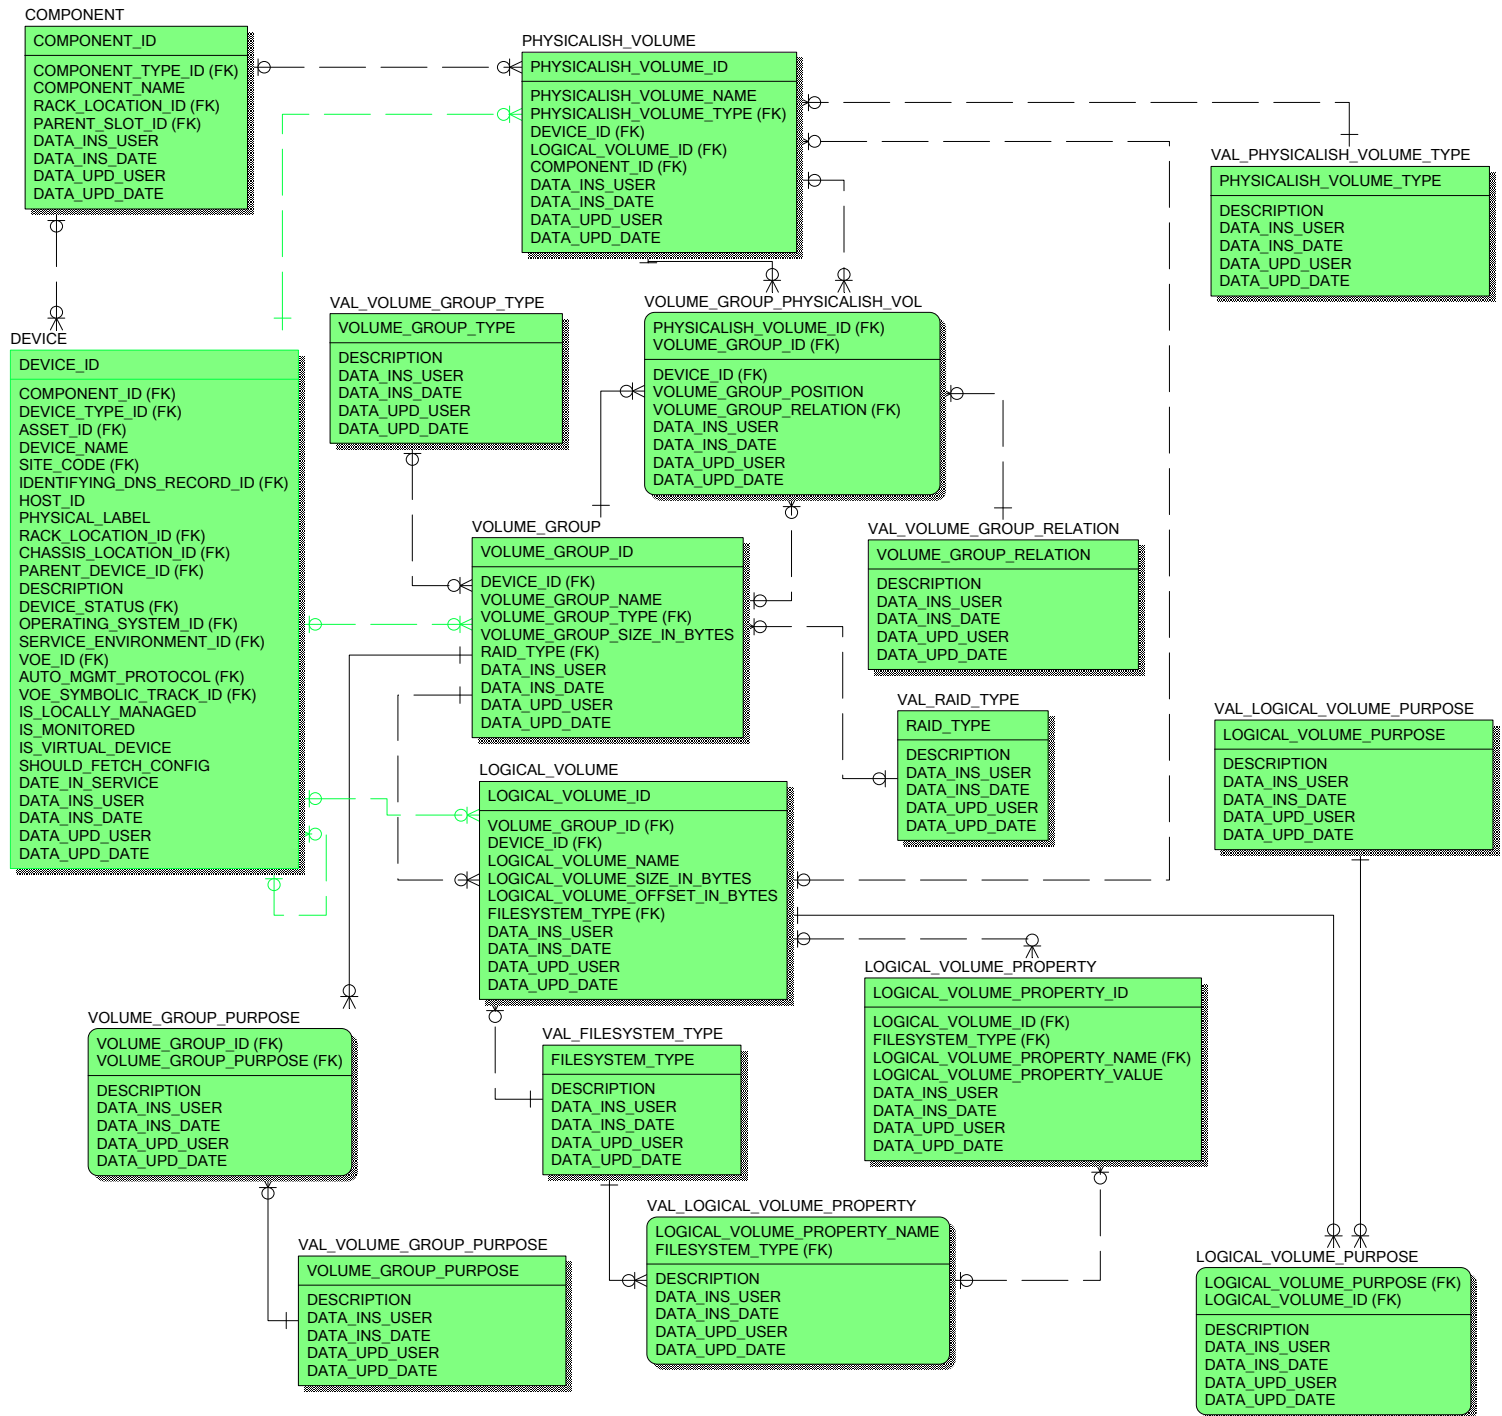 COMPONENT
COMPONENT_ID
COMPONENT_TYPE_ID (FK)
COMPONENT_NAME
RACK_LOCATION_ID (FK)
PARENT_SLOT_ID (FK)
DATA_INS_USER
DATA_INS_DATE
DATA_UPD_USER
DATA_UPD_DATE
PHYSICALISH_VOLUME
PHYSICALISH_VOLUME_ID
PHYSICALISH_VOLUME_NAME
PHYSICALISH_VOLUME_TYPE (FK)
DEVICE_ID (FK)
LOGICAL_VOLUME_ID (FK)
COMPONENT_ID (FK)
DATA_INS_USER
DATA_INS_DATE
DATA_UPD_USER
DATA_UPD_DATE
VAL_PHYSICALISH_VOLUME_TYPE
PHYSICALISH_VOLUME_TYPE
DESCRIPTION
DATA_INS_USER
DATA_INS_DATE
DATA_UPD_USER
DATA_UPD_DATE
DEVICE
DEVICE_ID
COMPONENT_ID (FK)
DEVICE_TYPE_ID (FK)
ASSET_ID (FK)
DEVICE_NAME
SITE_CODE (FK)
IDENTIFYING_DNS_RECORD_ID (FK)
HOST_ID
PHYSICAL_LABEL
RACK_LOCATION_ID (FK)
CHASSIS_LOCATION_ID (FK)
PARENT_DEVICE_ID (FK)
DESCRIPTION
DEVICE_STATUS (FK)
OPERATING_SYSTEM_ID (FK)
SERVICE_ENVIRONMENT_ID (FK)
VOE_ID (FK)
AUTO_MGMT_PROTOCOL (FK)
VOE_SYMBOLIC_TRACK_ID (FK)
IS_LOCALLY_MANAGED
IS_MONITORED
IS_VIRTUAL_DEVICE
SHOULD_FETCH_CONFIG
DATE_IN_SERVICE
DATA_INS_USER
DATA_INS_DATE
DATA_UPD_USER
DATA_UPD_DATE
VAL_VOLUME_GROUP_TYPE
VOLUME_GROUP_TYPE
DESCRIPTION
DATA_INS_USER
DATA_INS_DATE
DATA_UPD_USER
DATA_UPD_DATE
VOLUME_GROUP_PHYSICALISH_VOL
PHYSICALISH_VOLUME_ID (FK)
VOLUME_GROUP_ID (FK)
DEVICE_ID (FK)
VOLUME_GROUP_POSITION
VOLUME_GROUP_RELATION (FK)
DATA_INS_USER
DATA_INS_DATE
DATA_UPD_USER
DATA_UPD_DATE
VOLUME_GROUP
VOLUME_GROUP_ID
DEVICE_ID (FK)
VOLUME_GROUP_NAME
VOLUME_GROUP_TYPE (FK)
VOLUME_GROUP_SIZE_IN_BYTES
RAID_TYPE (FK)
DATA_INS_USER
DATA_INS_DATE
DATA_UPD_USER
DATA_UPD_DATE
VAL_VOLUME_GROUP_RELATION
VOLUME_GROUP_RELATION
DESCRIPTION
DATA_INS_USER
DATA_INS_DATE
DATA_UPD_USER
DATA_UPD_DATE
VAL_RAID_TYPE
RAID_TYPE
DESCRIPTION
DATA_INS_USER
DATA_INS_DATE
DATA_UPD_USER
DATA_UPD_DATE
VAL_LOGICAL_VOLUME_PURPOSE
LOGICAL_VOLUME_PURPOSE
DESCRIPTION
DATA_INS_USER
DATA_INS_DATE
DATA_UPD_USER
DATA_UPD_DATE
LOGICAL_VOLUME
LOGICAL_VOLUME_ID
VOLUME_GROUP_ID (FK)
DEVICE_ID (FK)
LOGICAL_VOLUME_NAME
LOGICAL_VOLUME_SIZE_IN_BYTES
LOGICAL_VOLUME_OFFSET_IN_BYTES
FILESYSTEM_TYPE (FK)
DATA_INS_USER
DATA_INS_DATE
DATA_UPD_USER
DATA_UPD_DATE
LOGICAL_VOLUME_PROPERTY
LOGICAL_VOLUME_PROPERTY_ID
LOGICAL_VOLUME_ID (FK)
FILESYSTEM_TYPE (FK)
LOGICAL_VOLUME_PROPERTY_NAME (FK)
LOGICAL_VOLUME_PROPERTY_VALUE
DATA_INS_USER
DATA_INS_DATE
DATA_UPD_USER
DATA_UPD_DATE
VOLUME_GROUP_PURPOSE
VOLUME_GROUP_ID (FK)
VOLUME_GROUP_PURPOSE (FK)
DESCRIPTION
DATA_INS_USER
DATA_INS_DATE
DATA_UPD_USER
DATA_UPD_DATE
VAL_FILESYSTEM_TYPE
FILESYSTEM_TYPE
DESCRIPTION
DATA_INS_USER
DATA_INS_DATE
DATA_UPD_USER
DATA_UPD_DATE
VAL_VOLUME_GROUP_PURPOSE
VOLUME_GROUP_PURPOSE
DESCRIPTION
DATA_INS_USER
DATA_INS_DATE
DATA_UPD_USER
DATA_UPD_DATE
VAL_LOGICAL_VOLUME_PROPERTY
LOGICAL_VOLUME_PROPERTY_NAME
FILESYSTEM_TYPE (FK)
DESCRIPTION
DATA_INS_USER
DATA_INS_DATE
DATA_UPD_USER
DATA_UPD_DATE
LOGICAL_VOLUME_PURPOSE
LOGICAL_VOLUME_PURPOSE (FK)
LOGICAL_VOLUME_ID (FK)
DESCRIPTION
DATA_INS_USER
DATA_INS_DATE
DATA_UPD_USER
DATA_UPD_DATE